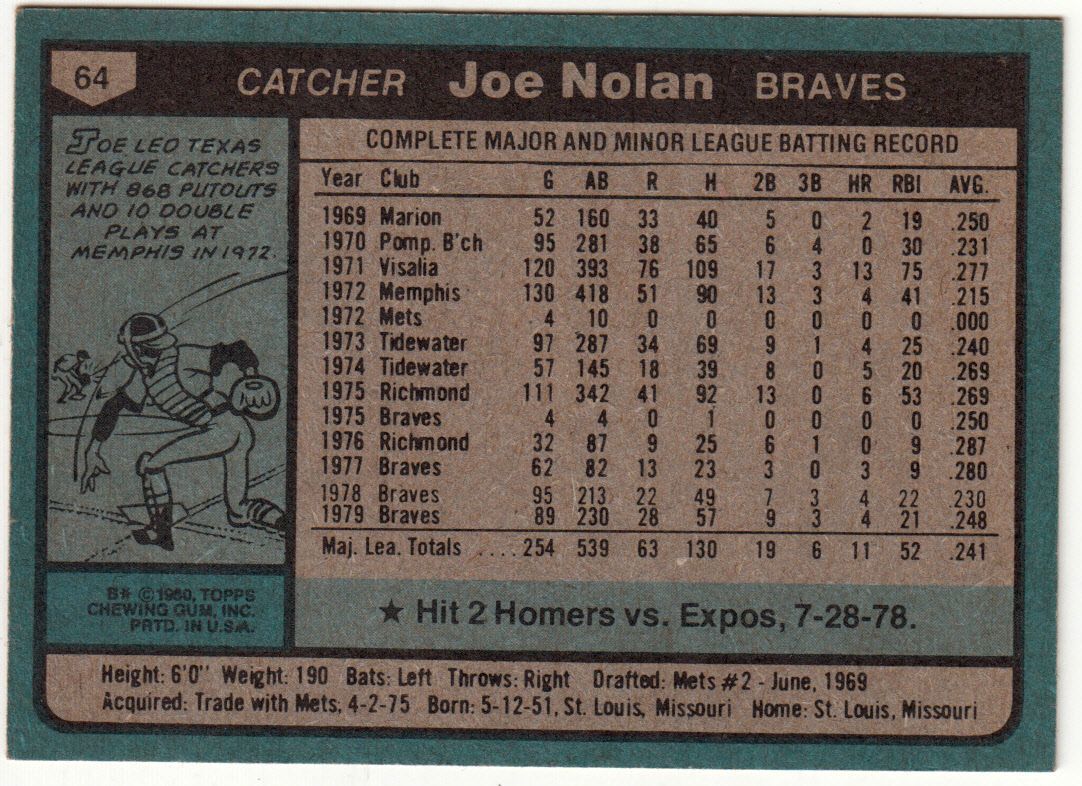 64 CATCHER Joe Nolan BRAVES
JOE LEO TEXAS
LEAGUE CATCHERS
WITH 868 PUTOUTS
AND 10 DOUBLE
PLAYS AT
MEMPHIS IN 1972.
COMPLETE MAJOR AND MINOR LEAGUE BATTING RECORD
Year Club G AB R H 2B 3B HR RBI AVG.
1969 Marion 52 160 33 40 5 0 2 19 .250
1970 Pomp. B'ch 95 281 38 65 6 4 0 30 .231
1971 Visalia 120 393 76 109 17 3 13 75 .277
1972 Memphis 130 418 51 90 13 3 4 41 .215
1972 Mets 4 10 0 0 0 0 0 0 .000
1973 Tidewater 97 287 34 69 9 1 4 25 .240
1974 Tidewater 57 145 18 39 8 0 5 20 .269
1975 Richmond 111 342 41 92 13 0 6 53 .269
1975 Braves 4 4 0 1 0 0 0 0 .250
1976 Richmond 32 87 9 25 6 1 0 9 .287
1977 Braves 62 82 13 23 3 0 3 9 .280
1978 Braves 95 213 22 49 7 3 4 22 .230
1979 Braves 89 230 28 57 9 3 4 21 .248
Maj. Lea. Totals ....254 539 63 130 19 6 11 52 .241
B* © 1980, TOPPS
CHEWING GUM, INC.
PRTD. IN U.S.A.
★ Hit 2 Homers vs. Expos, 7-28-78.
Height: 6'0" Weight: 190 Bats: Left Throws: Right Drafted: Mets #2 - June, 1969
Acquired: Trade with Mets, 4-2-75 Born: 5-12-51, St. Louis, Missouri Home: St. Louis, Missouri